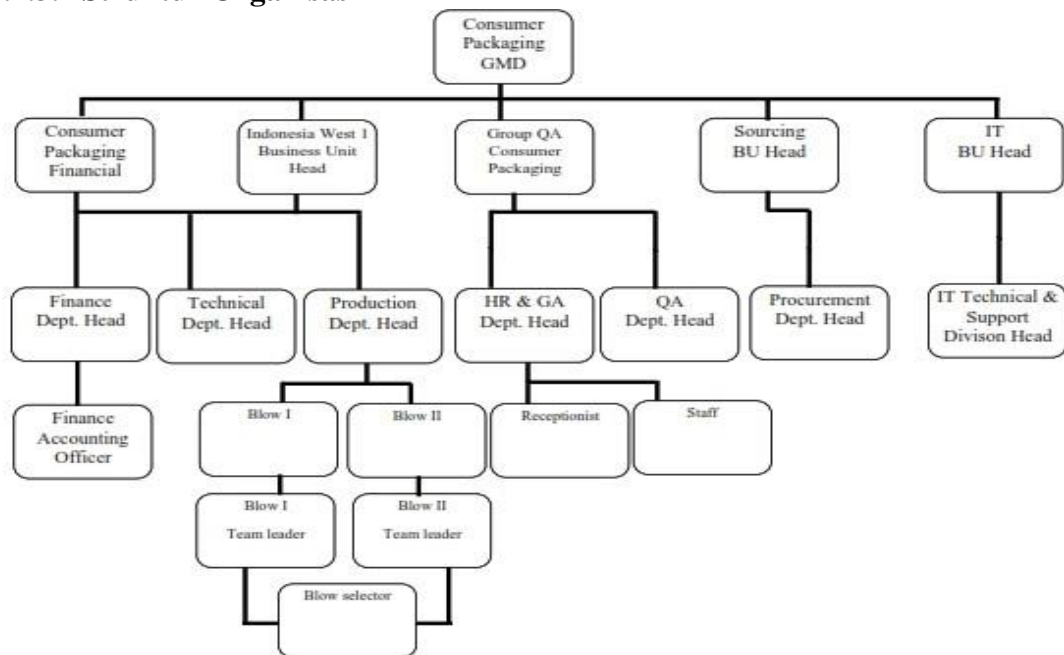 Consumer
Packaging
GMD
Consumer
Packaging
Financial
Indonesia West 1
Business Unit
Head
Group QA
Consumer
Packaging
Sourcing
BU Head
IT
BU Head
Finance
Dept. Head
Technical
Dept. Head
Production
Dept. Head
HR & GA
Dept. Head
QA
Dept. Head
Procurement
Dept. Head
IT Technical &
Support
Divison Head
Finance
Accounting
Officer
Blow I
Blow II
Receptionist
Staff
Blow I
Team leader
Blow II
Team leader
Blow selector